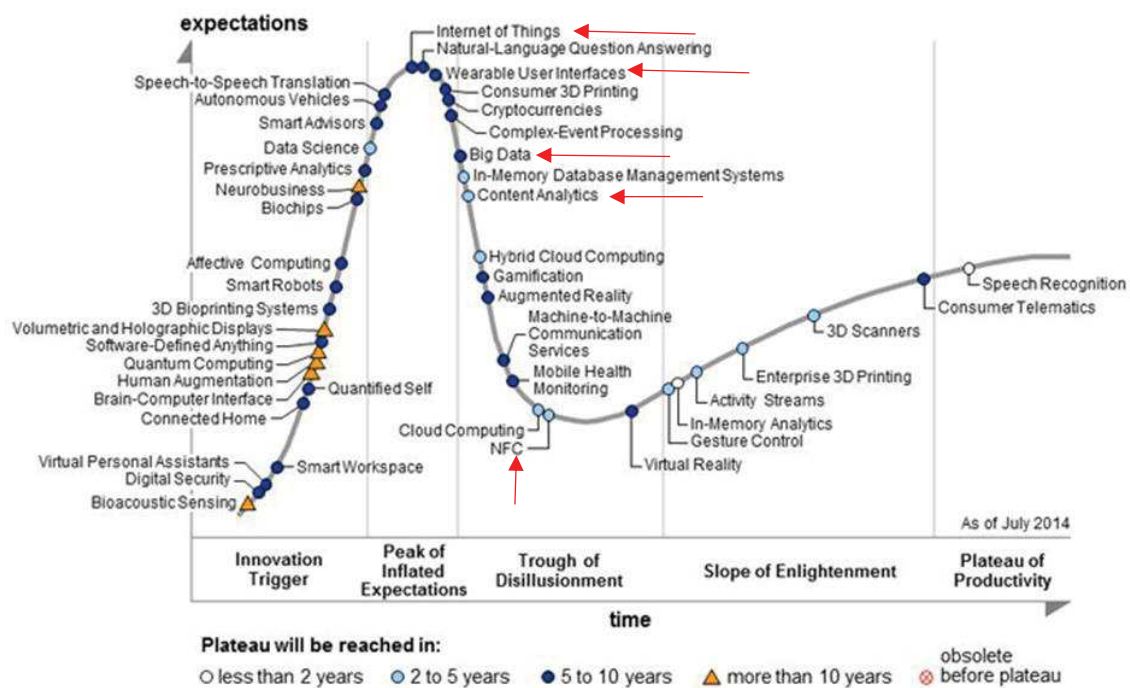 expectations
Internet of Things
Natural-Language Question Answering
Wearable User Interfaces
Consumer 3D Printing
Cryptocurrencies
Complex-Event Processing
Big Data
In-Memory Database Management Systems
Content Analytics
Speech-to-Speech Translation
Autonomous Vehicles
Smart Advisors
Data Science
Prescriptive Analytics
Neurobusiness
Biochips
Affective Computing
Smart Robots
3D Bioprinting Systems
Volumetric and Holographic Displays
Software-Defined Anything
Quantum Computing
Human Augmentation
Brain-Computer Interface
Quantified Self
Connected Home
Virtual Personal Assistants
Smart Workspace
Digital Security
Bioacoustic Sensing
Hybrid Cloud Computing
Gamification
Augmented Reality
Machine-to-Machine
Communication
Services
Mobile Health
Monitoring
Cloud Computing
NFC
Virtual Reality
Gesture Control
In-Memory Analytics
Activity Streams
Enterprise 3D Printing
3D Scanners
Consumer Telematics
Speech Recognition
As of July 2014
Innovation
Trigger
Peak of
Inflated
Expectations
Trough of
Disillusionment
Slope of Enlightenment
Plateau of
Productivity
time
Plateau will be reached in:
less than 2 years
2 to 5 years
5 to 10 years
more than 10 years
obsolete
before plateau